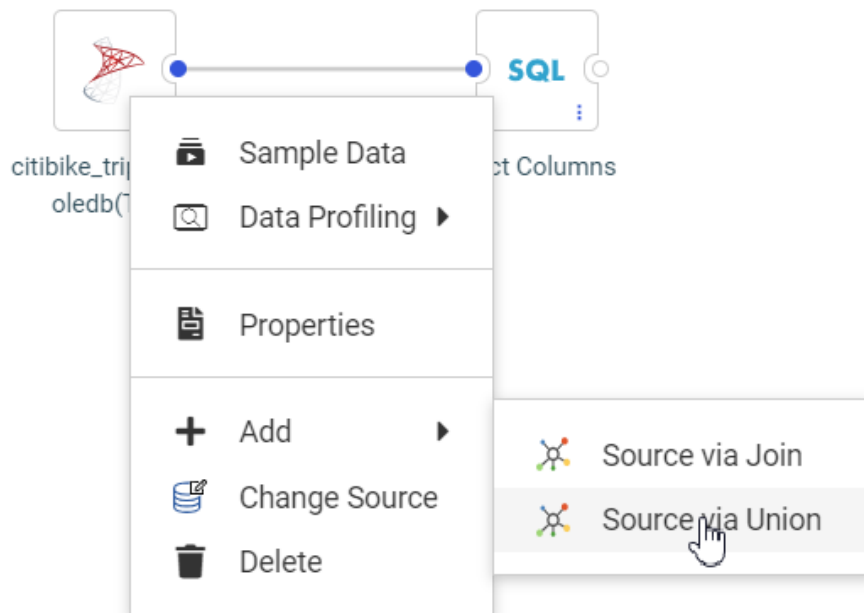 SQL
citibike_tri
ct Columns
oledb(
Sample Data
Data Profiling
Properties
Add
Source via Join
Change Source
Source via Union
Delete